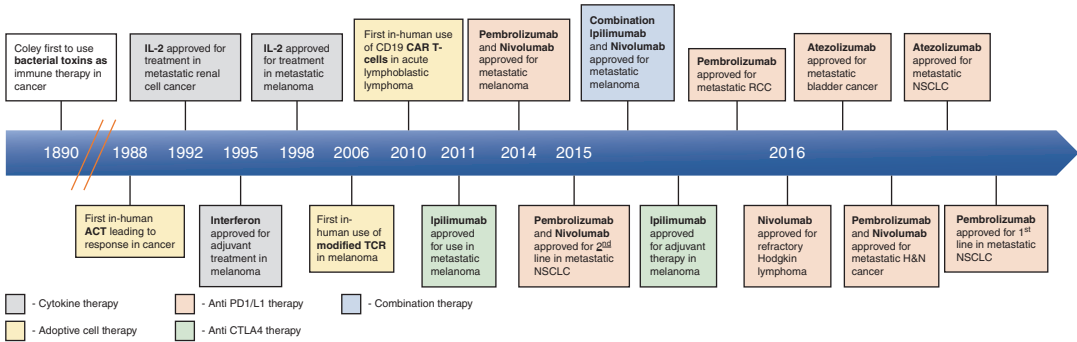 Coley first to use
bacterial toxins as
immune therapy in
cancer
IL-2 approved for
treatment in
metastatic renal
cell cancer
IL-2 approved
for treatment in
metastatic
melanoma
First in-human use
of CD19 CAR T-
cells in acute
lymphoblastic
lymphoma
Pembrolizumab
and Nivolumab
approved for
metastatic
melanoma
Combination
Ipilimumab
and Nivolumab
approved for
metastatic
melanoma
Pembrolizumab
approved for
metastatic RCC
Atezolizumab
approved for
metastatic
bladder cancer
Atezolizumab
approved for
metastatic
NSCLC
1890 1988 1992 1995 1998 2006 2010 2011 2014 2015 2016
First in-human
ACT leading to
response in cancer
Interferon
approved for
adjuvant
treatment in
melanoma
First in-
human use of
modified TCR
in melanoma
Ipilimumab
approved
for use in
metastatic
melanoma
Pembrolizumab
and Nivolumab
approved for 2nd
line in metastatic
NSCLC
Ipilimumab
approved
for adjuvant
therapy in
melanoma
Nivolumab
approved for
refractory
Hodgkin
lymphoma
Pembrolizumab
and Nivolumab
approved for
metastatic H&N
cancer
Pembrolizumab
approved for 1st
line in metastatic
NSCLC
- Cytokine therapy
- Anti PD1/L1 therapy
- Combination therapy
- Adoptive cell therapy
- Anti CTLA4 therapy